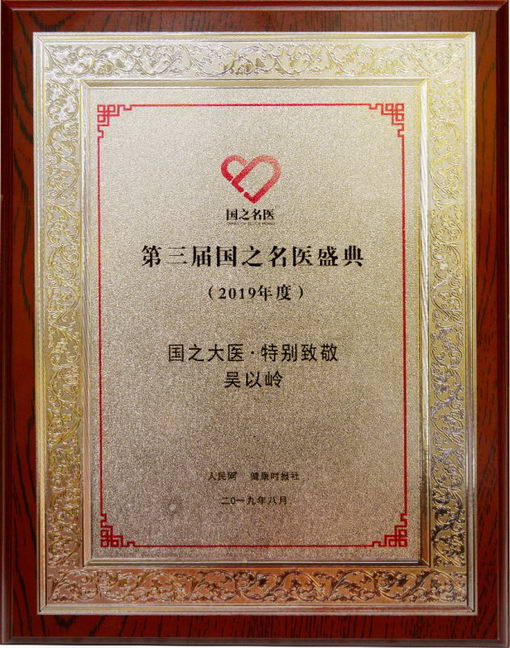 国之名医
第三届国之名医盛典
（2019年度）
国之大医·特别致敬
吴以岭
人民网 健康时报社
二〇一九年八月